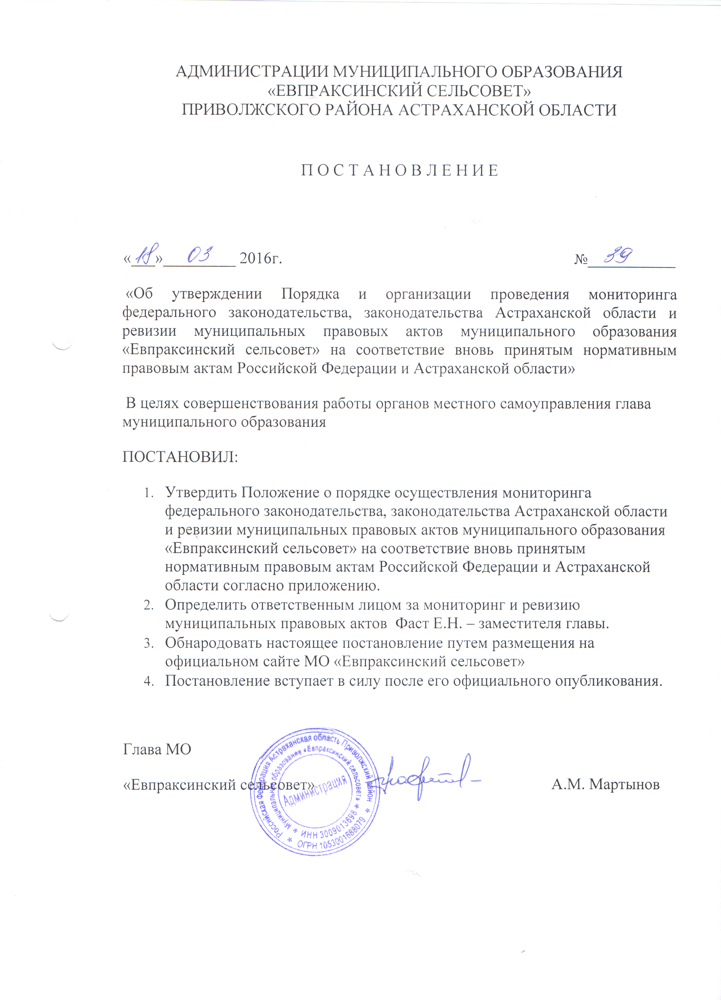 АДМИНИСТРАЦИИ МУНИЦИПАЛЬНОГО ОБРАЗОВАНИЯ
«ЕВПРАКСИНСКИЙ СЕЛЬСОВЕТ»
ПРИВОЛЖСКОГО РАЙОНА АСТРАХАНСКОЙ ОБЛАСТИ
П О С Т А Н О В Л Е Н И Е
«18» 03 2016г. № 39
«Об утверждении Порядка и организации проведения мониторинга
федерального законодательства, законодательства Астраханской области и
ревизии муниципальных правовых актов муниципального образования
«Евпраксинский сельсовет» на соответствие вновь принятым нормативным
правовым актам Российской Федерации и Астраханской области»
В целях совершенствования работы органов местного самоуправления глава
муниципального образования
ПОСТАНОВИЛ:
1. Утвердить Положение о порядке осуществления мониторинга
федерального законодательства, законодательства Астраханской области
и ревизии муниципальных правовых актов муниципального образования
«Евпраксинский сельсовет» на соответствие вновь принятым
нормативным правовым актам Российской Федерации и Астраханской
области согласно приложению.
2. Определить ответственным лицом за мониторинг и ревизию
муниципальных правовых актов Фаст Е.Н. – заместителя главы.
3. Обнародовать настоящее постановление путем размещения на
официальном сайте МО «Евпраксинский сельсовет»
4. Постановление вступает в силу после его официального опубликования.
Глава МО
«Евпраксинский сельсовет» А.М. Мартынов
Российская Федерация Астраханская область Приволжский район
* ОГРН 1053001688079 *
Муниципальное образование «Евпраксинский сельсовет»
* ИНН 3009013698 *
Администрация